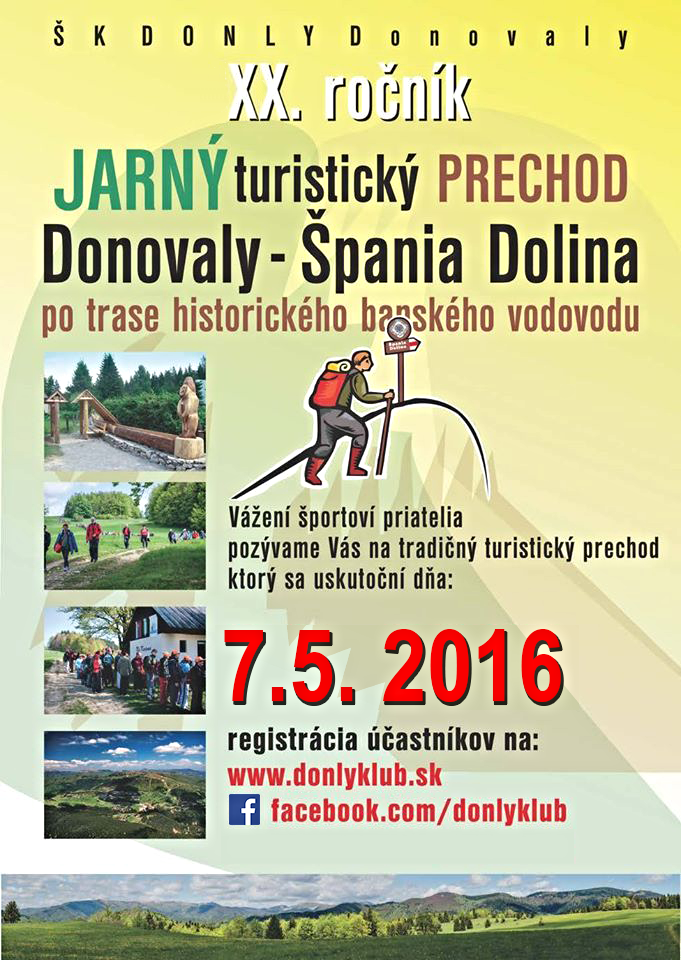 ŠK DONLY Donovaly
XX. ročník
JARNÝ turistický PRECHOD
Donovaly - Špania Dolina
po trase historického banského vodovodu
Špania
Dolina
Vážení športoví priatelia
pozývame Vás na tradičný turistický prechod
ktorý sa uskutoční dňa:
7.5. 2016
registrácia účastníkov na:
www.donlyklub.sk
f facebook.com/donlyklub